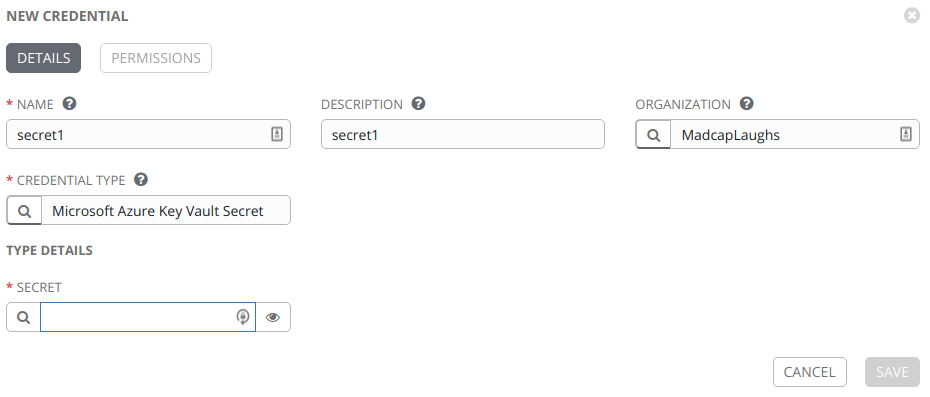 NEW CREDENTIAL
DETAILS PERMISSIONS
* NAME ? DESCRIPTION ? ORGANIZATION ?
secret1 secret1 MadcapLaughs
* CREDENTIAL TYPE ?
Microsoft Azure Key Vault Secret
TYPE DETAILS
* SECRET
CANCEL SAVE